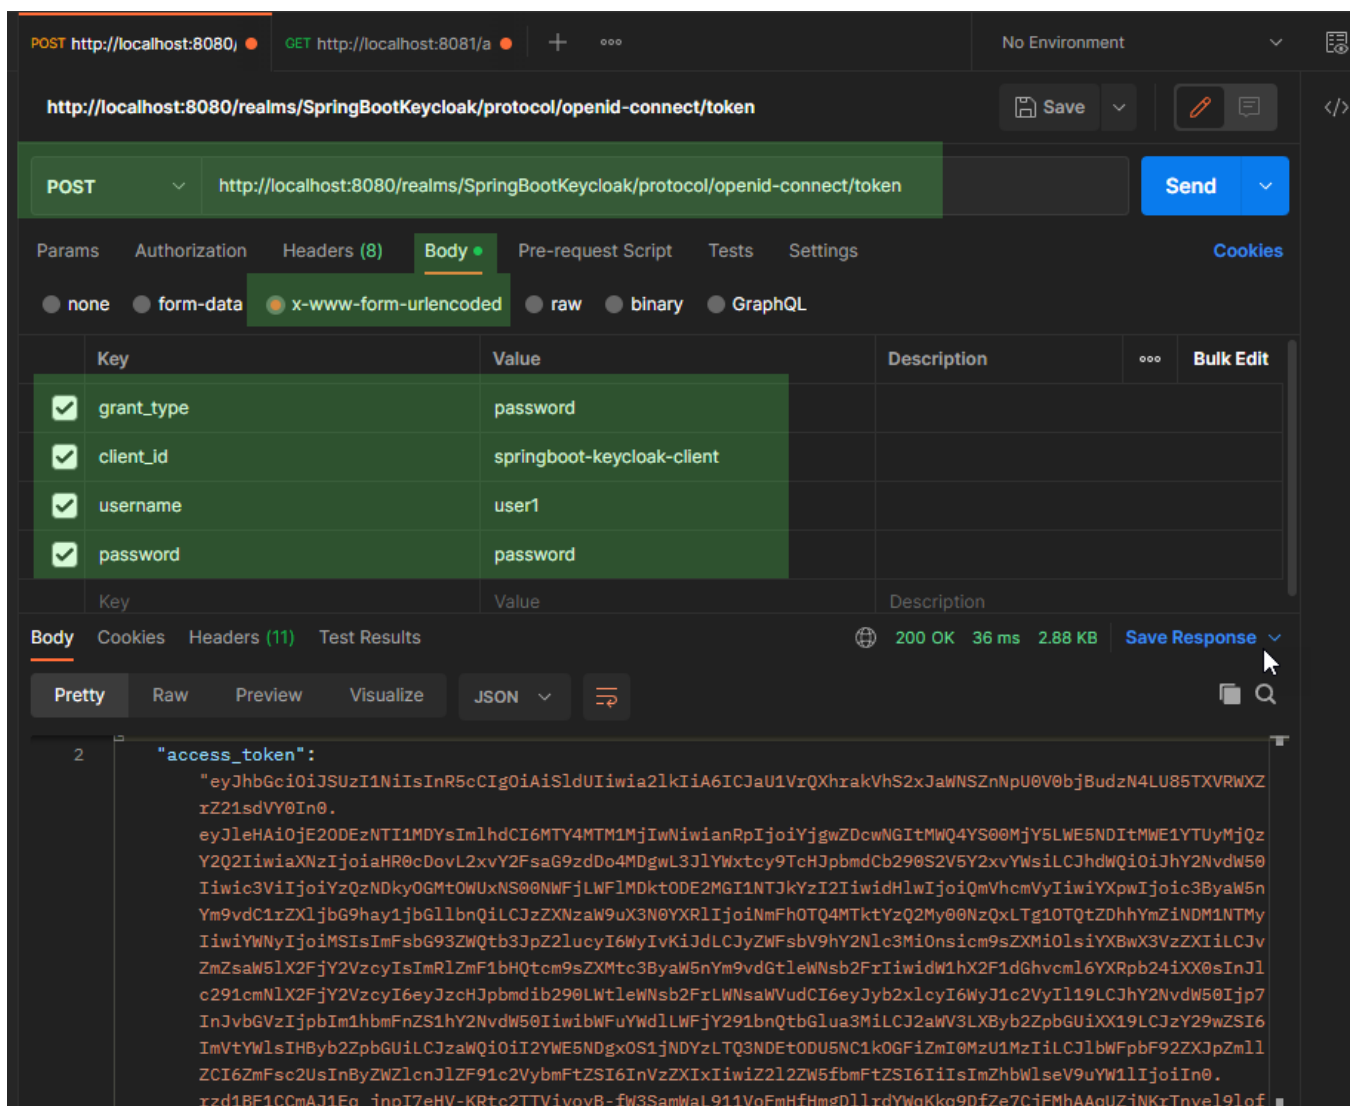 POST http://localhost:8080/ GET http://localhost:8081/a No Environment
http://localhost:8080/realms/SpringBootKeycloak/protocol/openid-connect/token Save
POST http://localhost:8080/realms/SpringBootKeycloak/protocol/openid-connect/token Send
Params Authorization Headers (8) Body Pre-request Script Tests Settings Cookies
none form-data x-www-form-urlencoded raw binary GraphQL
Key Value Description Bulk Edit
grant_type password
client_id springboot-keycloak-client
username user1
password password
Key Value Description
Body Cookies Headers (11) Test Results 200 OK 36 ms 2.88 KB Save Response
Pretty Raw Preview Visualize JSON
2 "access_token":
"eyJhbGciOiJSUzI1NiIsInR5cCIgOiAiSldUIiwia2lkIiA6ICJaU1VrQXhrakVhS2xJaWNSZnNpU0V0bjBudzN4LU85TXVRWXZ
rZ21sdVY0In0.
eyJleHAiOjE2ODEzNTI1MDYsImlhdCI6MTY4MTM1MjIwNiwianRpIjoiYjgwZDcwNGItMWQ4YS00MjY5LWE5NDItMWE1YTUyMjQz
Y2Q2IiwiaXNzIjoiaHR0cDovL2xvY2FsaG9zdDo4MDgwL3JlYWxtcy9TcHJpbmdCb290S2V5Y2xvYWsiLCJhdWQiOiJhY2NvdW50
Iiwic3ViIjoiYzQzNDkyOGMtOWUxNS00NWFjLWFlMDktODE2MGI1NTJkYzI2IiwidHlwIjoiQmVhcmVyIiwiYXpwIjoic3ByaW5n
Ym9vdC1rZXljbG9hay1jbGllbnQiLCJzZXNzaW9uX3N0YXRlIjoiNmFhOTQ4MTktYzQ2My00NzQxLTg1OTQtZDhhYmZiNDM1NTMy
IiwiYWNyIjoiMSIsImFsbG93ZWQtb3JpZ2lucyI6WyIvKiJdLCJyZWFsbV9hY2Nlc3MiOnsicm9sZXMiOlsiYXBwX3VzZXIiLCJv
ZmZsaW5lX2FjY2VzcyIsImRlZmF1bHQtcm9sZXMtc3ByaW5nYm9vdGtleWNsb2FrIiwidW1hX2F1dGhvcml6YXRpb24iXX0sInJl
c291cmNlX2FjY2VzcyI6eyJzcHJpbmdib290LWtleWNsb2FrLWNsaWVudCI6eyJyb2xlcyI6WyJ1c2VyIl19LCJhY2NvdW50Ijp7
InJvbGVzIjpbIm1hbmFnZS1hY2NvdW50IiwibWFuYWdlLWFjY291bnQtbGlua3MiLCJ2aWV3LXByb2ZpbGUiXX19LCJzY29wZSI6
ImVtYWlsIHByb2ZpbGUiLCJzaWQiOiI2YWE5NDgxOS1jNDYzLTQ3NDEtODU5NC1kOGFiZmI0MzU1MzIiLCJlbWFpbF92ZXJpZmll
ZCI6ZmFsc2UsInByZWZlcnJlZF91c2VybmFtZSI6InVzZXIxIiwiZ2l2ZW5fbmFtZSI6IiIsImZhbWlseV9uYW1lIjoiIn0.